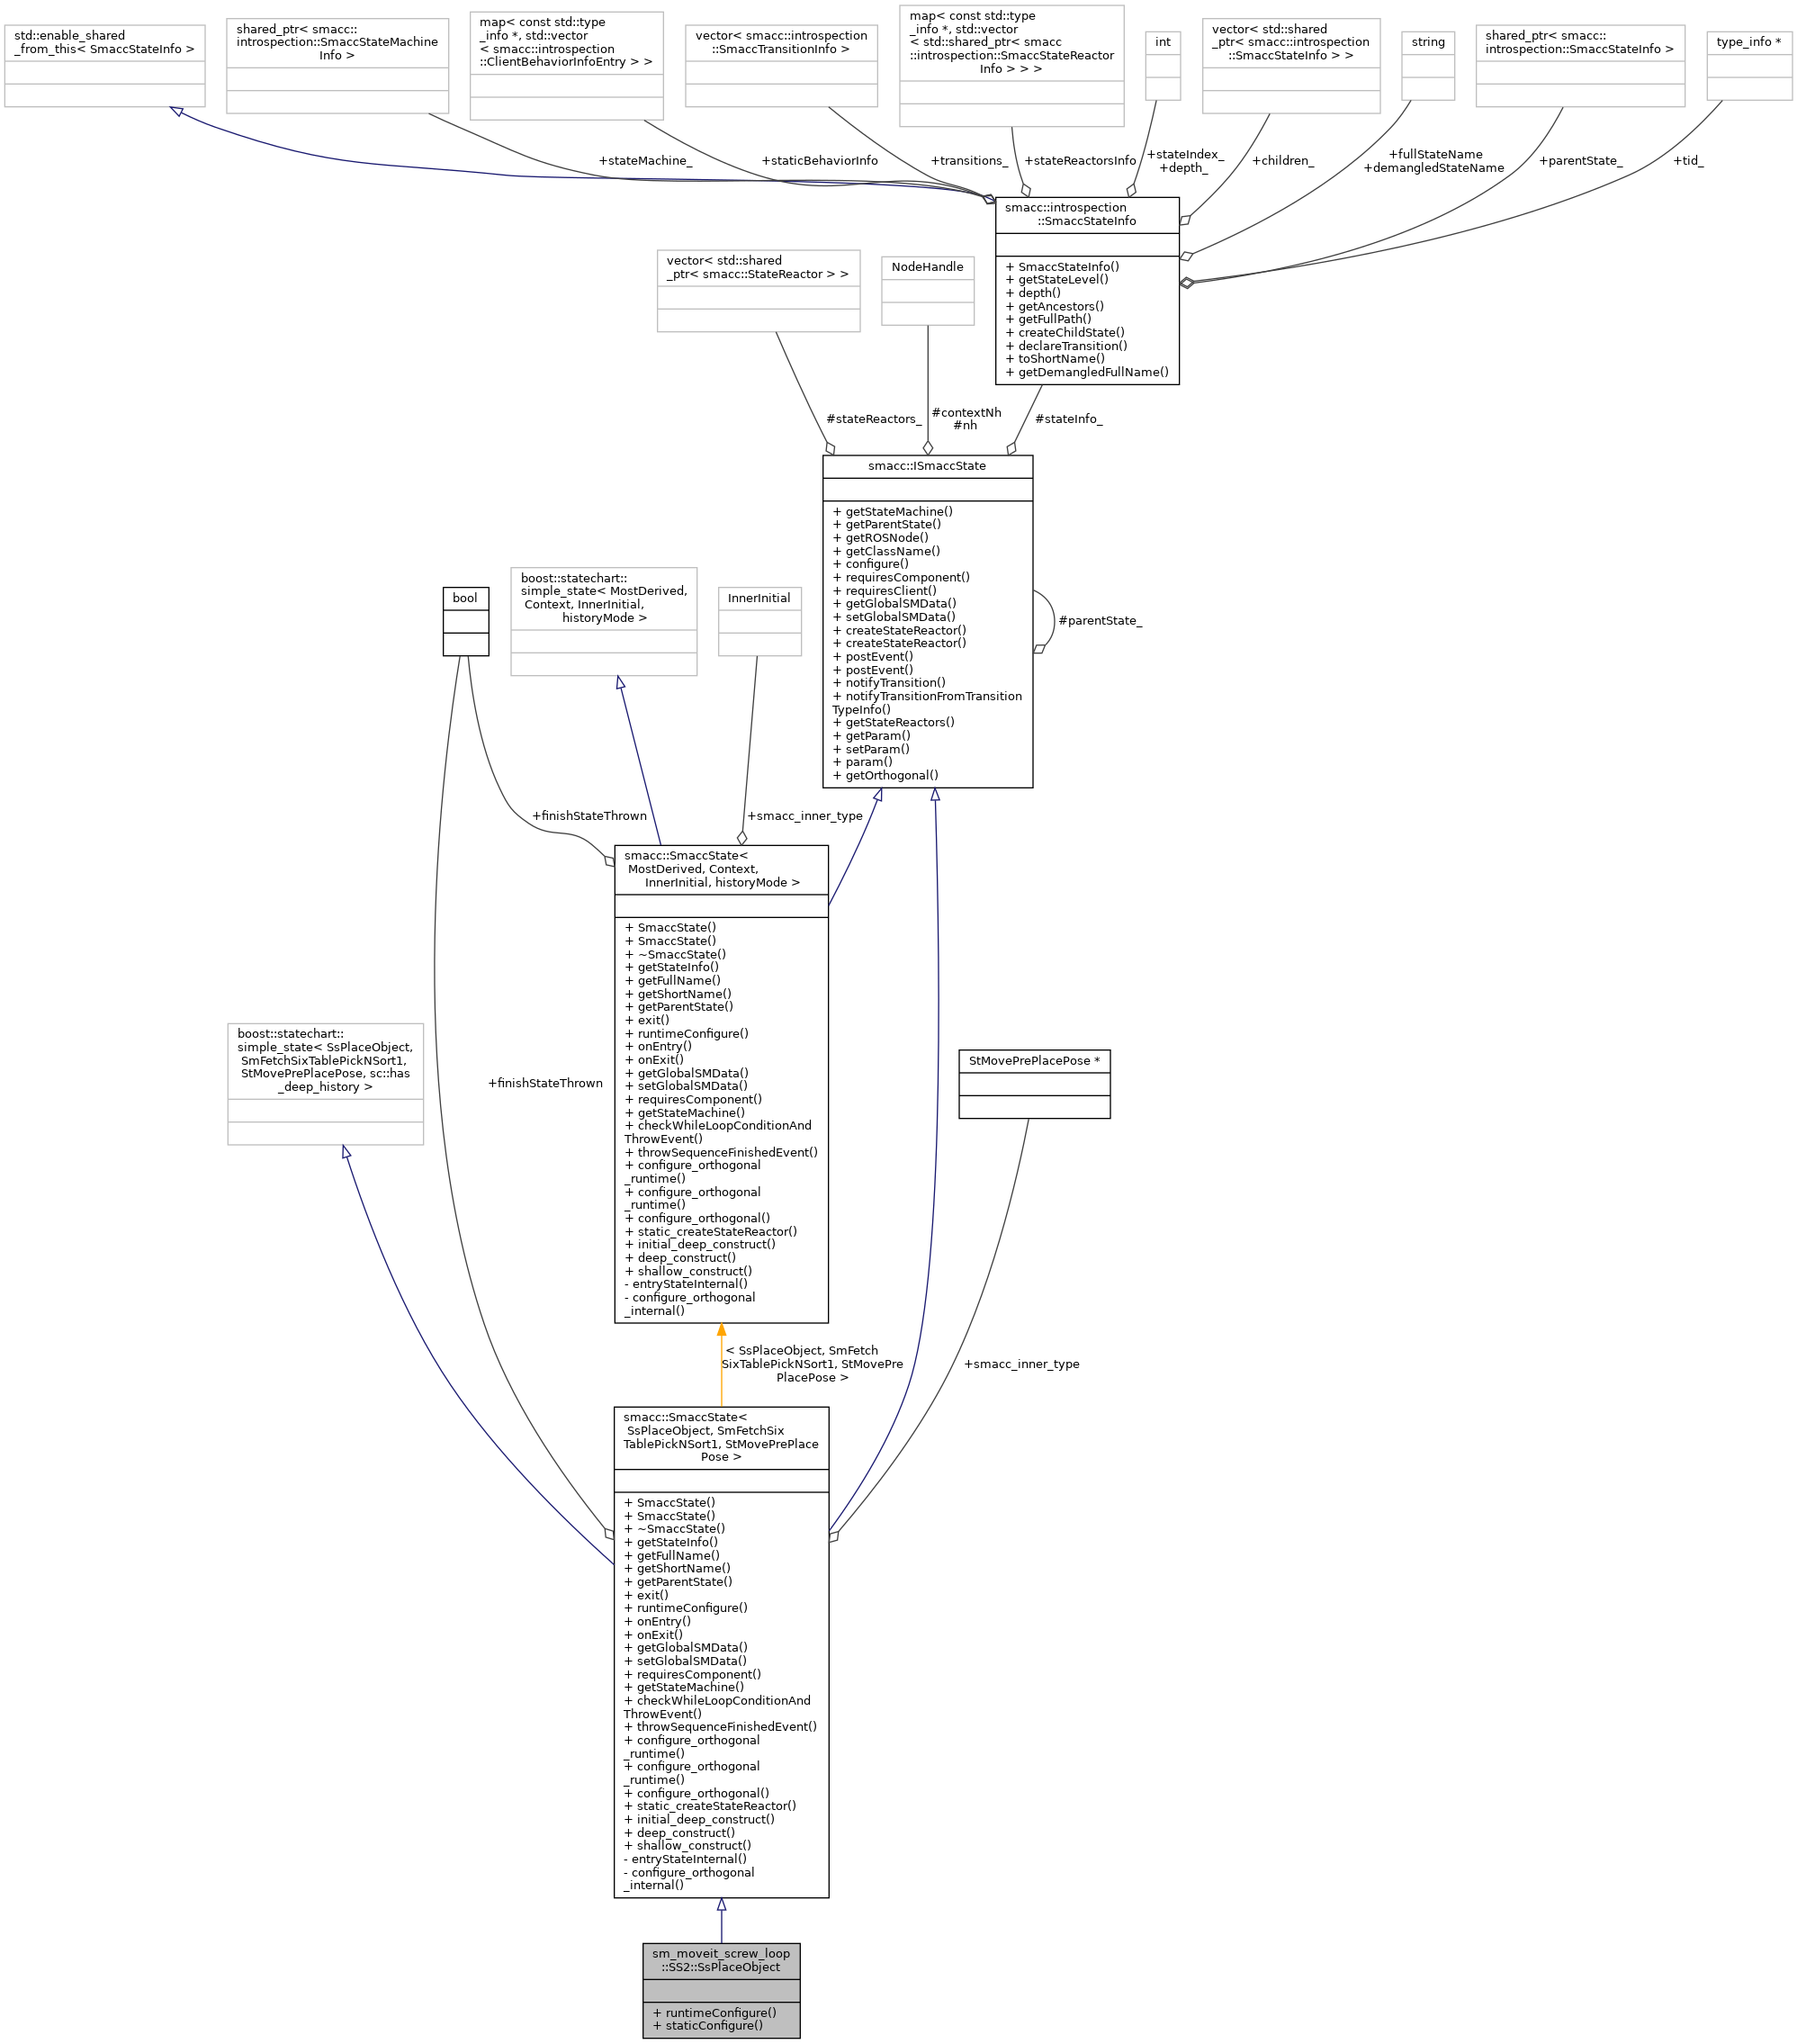 std::enable_shared
_from_this< SmaccStateInfo >
shared_ptr< smacc::
introspection::SmaccStateMachine
Info >
map< const std::type
_info *, std::vector
< smacc::introspection
::ClientBehaviorInfoEntry > >
vector< smacc::introspection
::SmaccTransitionInfo >
map< const std::type
_info *, std::vector
< std::shared_ptr< smacc
::introspection::SmaccStateReactor
Info > > >
int
vector< std::shared
_ptr< smacc::introspection
::SmaccStateInfo > >
string
shared_ptr< smacc::
introspection::SmaccStateInfo >
type_info *
+stateMachine_
+staticBehaviorInfo
+transitions_
+stateReactorsInfo
+stateIndex_
+depth_
+children_
+fullStateName
+demangledStateName
+parentState_
+tid_
smacc::introspection
::SmaccStateInfo
+ SmaccStateInfo()
+ getStateLevel()
+ depth()
+ getAncestors()
+ getFullPath()
+ createChildState()
+ declareTransition()
+ toShortName()
+ getDemangledFullName()
vector< std::shared
_ptr< smacc::StateReactor > >
NodeHandle
#stateReactors_
#contextNh
#nh
#stateInfo_
smacc::ISmaccState
+ getStateMachine()
+ getParentState()
+ getROSNode()
+ getClassName()
+ configure()
+ requiresComponent()
+ requiresClient()
+ getGlobalSMData()
+ setGlobalSMData()
+ createStateReactor()
+ createStateReactor()
+ postEvent()
+ postEvent()
+ notifyTransition()
+ notifyTransitionFromTransition
TypeInfo()
+ getStateReactors()
+ getParam()
+ setParam()
+ param()
+ getOrthogonal()
#parentState_
bool
boost::statechart::
simple_state< MostDerived,
Context, InnerInitial,
historyMode >
InnerInitial
+finishStateThrown
+smacc_inner_type
smacc::SmaccState<
MostDerived, Context,
InnerInitial, historyMode >
+ SmaccState()
+ SmaccState()
+ ~SmaccState()
+ getStateInfo()
+ getFullName()
+ getShortName()
+ getParentState()
+ exit()
+ runtimeConfigure()
+ onEntry()
+ onExit()
+ getGlobalSMData()
+ setGlobalSMData()
+ requiresComponent()
+ getStateMachine()
+ checkWhileLoopConditionAnd
ThrowEvent()
+ throwSequenceFinishedEvent()
+ configure_orthogonal
_runtime()
+ configure_orthogonal
_runtime()
+ configure_orthogonal()
+ static_createStateReactor()
+ initial_deep_construct()
+ deep_construct()
+ shallow_construct()
- entryStateInternal()
- configure_orthogonal
_internal()
boost::statechart::
simple_state< SsPlaceObject,
SmFetchSixTablePickNSort1,
StMovePrePlacePose, sc::has
_deep_history >
+finishStateThrown
StMovePrePlacePose *
< SsPlaceObject, SmFetch
SixTablePickNSort1, StMovePre
PlacePose >
+smacc_inner_type
smacc::SmaccState<
SsPlaceObject, SmFetchSix
TablePickNSort1, StMovePrePlace
Pose >
+ SmaccState()
+ SmaccState()
+ ~SmaccState()
+ getStateInfo()
+ getFullName()
+ getShortName()
+ getParentState()
+ exit()
+ runtimeConfigure()
+ onEntry()
+ onExit()
+ getGlobalSMData()
+ setGlobalSMData()
+ requiresComponent()
+ getStateMachine()
+ checkWhileLoopConditionAnd
ThrowEvent()
+ throwSequenceFinishedEvent()
+ configure_orthogonal
_runtime()
+ configure_orthogonal
_runtime()
+ configure_orthogonal()
+ static_createStateReactor()
+ initial_deep_construct()
+ deep_construct()
+ shallow_construct()
- entryStateInternal()
- configure_orthogonal
_internal()
sm_moveit_screw_loop
::SS2::SsPlaceObject
+ runtimeConfigure()
+ staticConfigure()